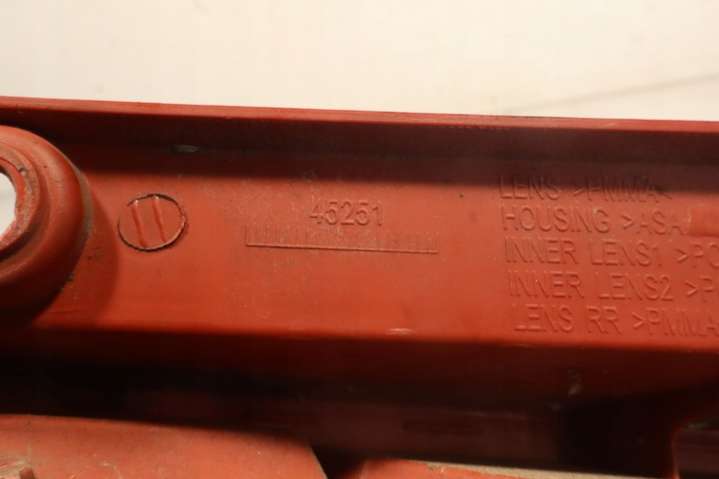 45251
LENS >PMMA<
HOUSING >ASA
INNER LENS1 >PC
INNER LENS2 >P
LENS RR >PMMA